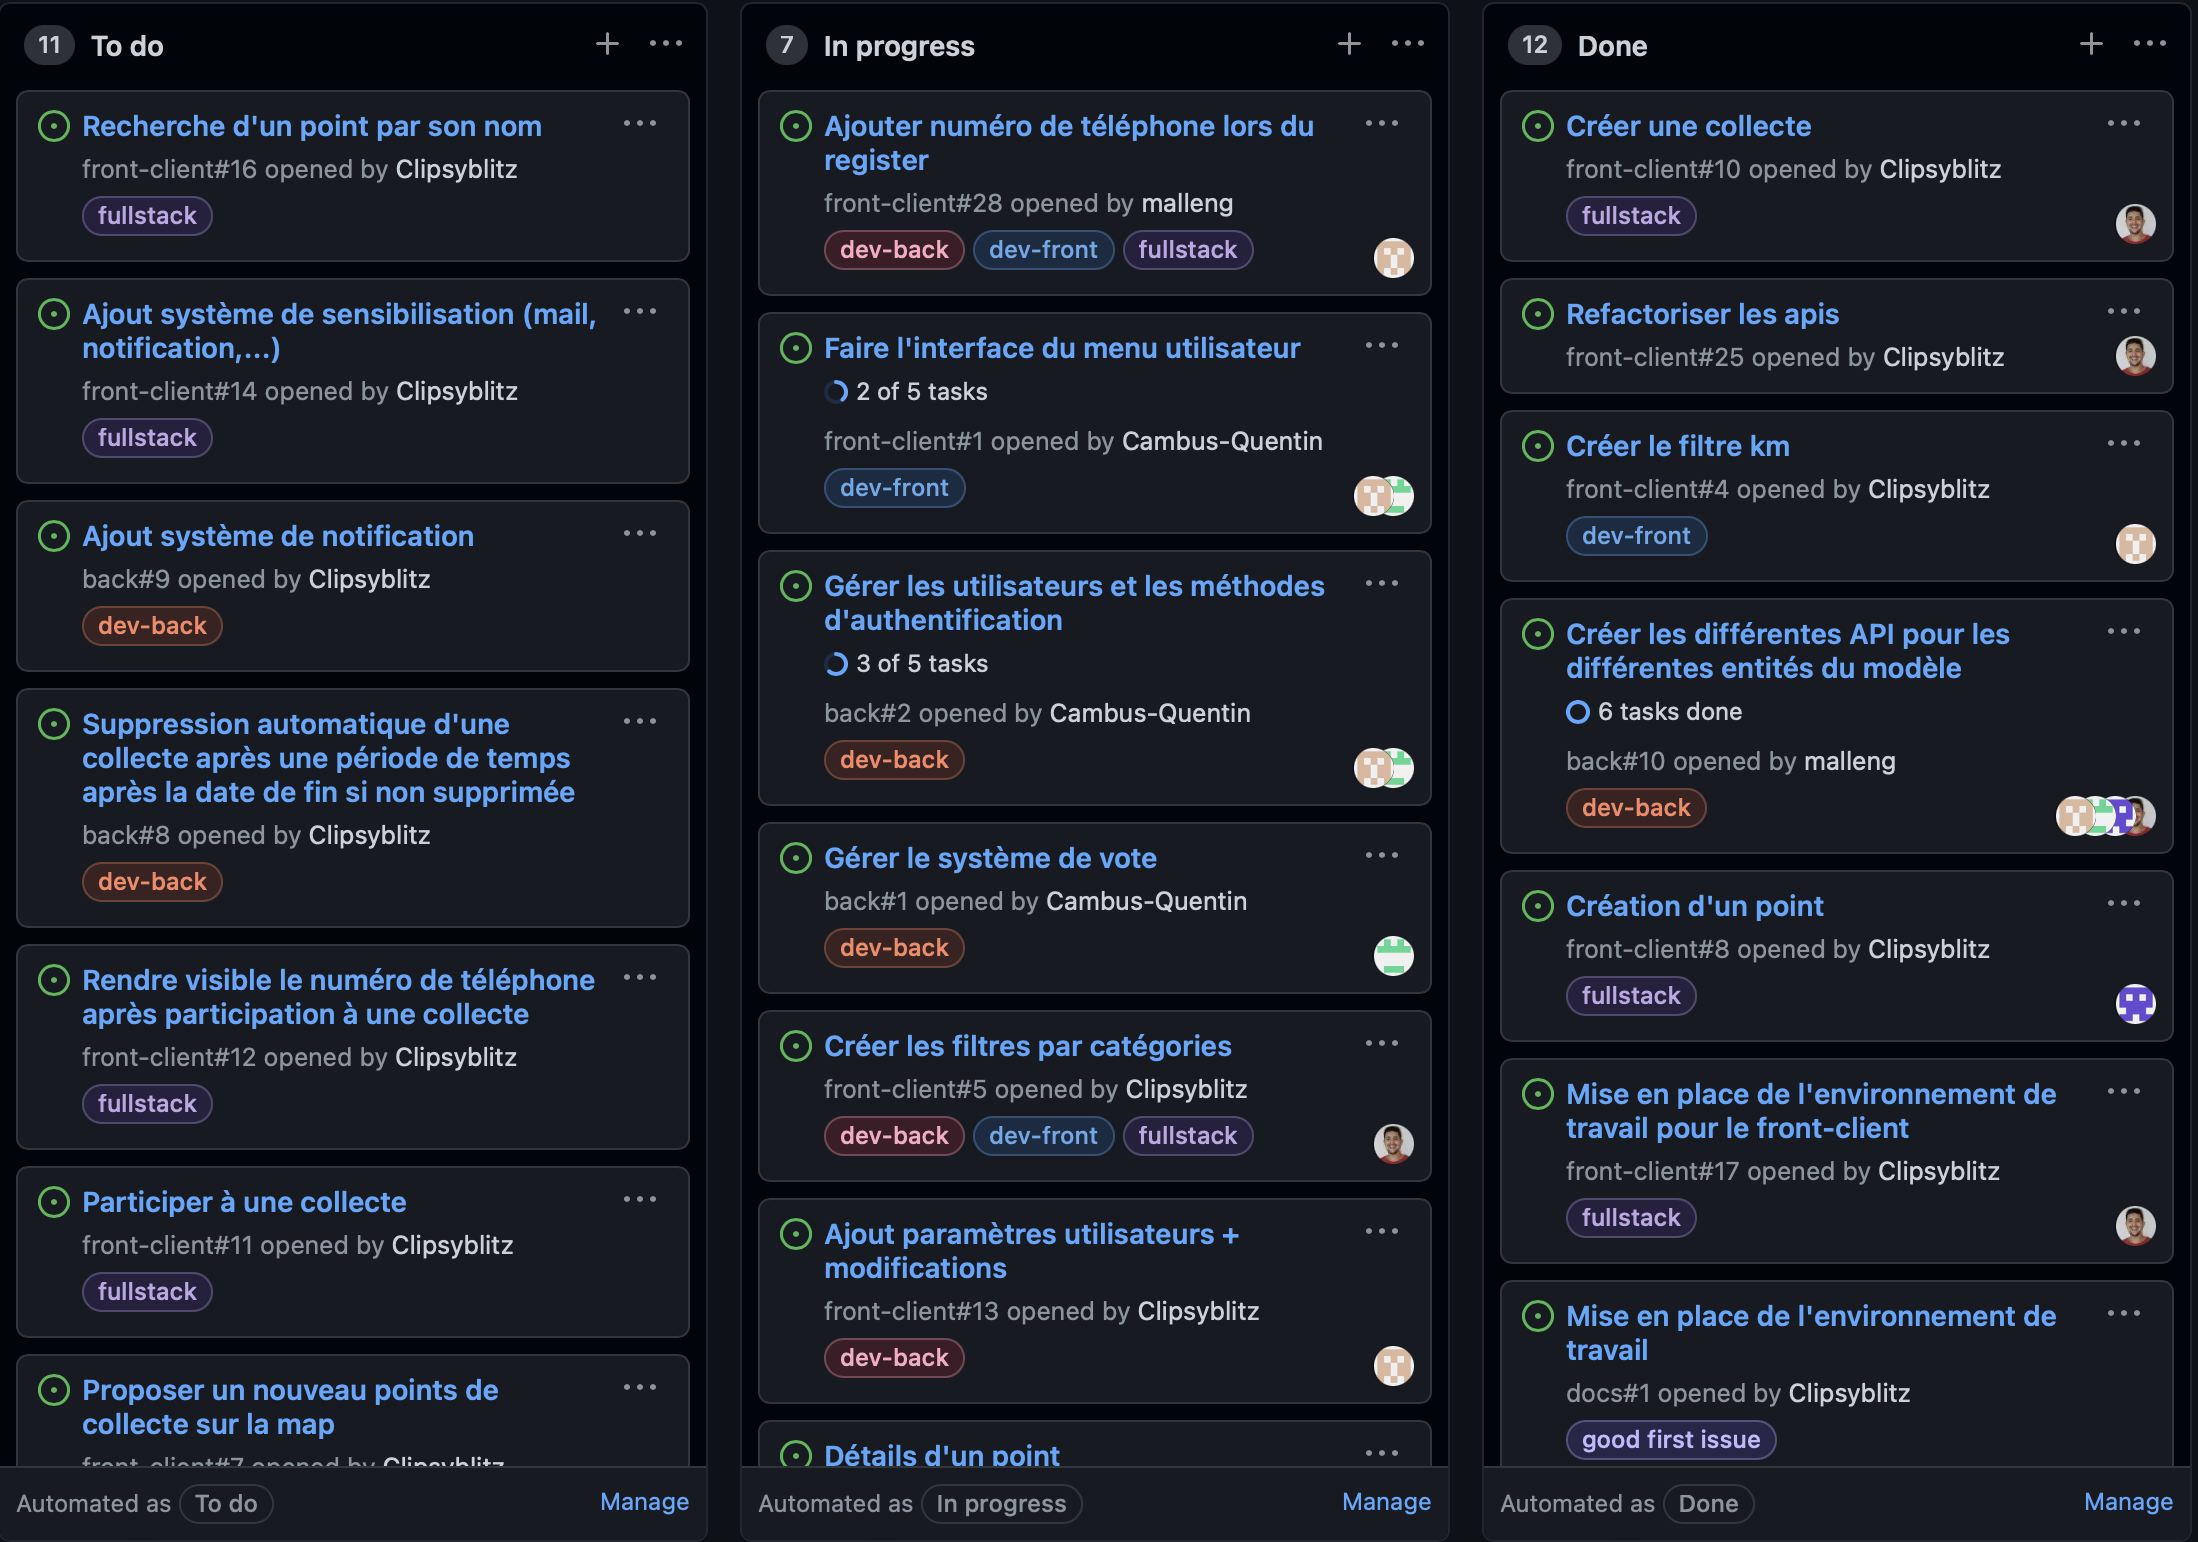 11 To do
Recherche d'un point par son nom
front-client#16 opened by Clipsyblitz
fullstack
Ajout système de sensibilisation (mail,
notification,...)
front-client#14 opened by Clipsyblitz
fullstack
Ajout système de notification
back#9 opened by Clipsyblitz
dev-back
Suppression automatique d'une
collecte après une période de temps
après la date de fin si non supprimée
back#8 opened by Clipsyblitz
dev-back
Rendre visible le numéro de téléphone
après participation à une collecte
front-client#12 opened by Clipsyblitz
fullstack
Participer à une collecte
front-client#11 opened by Clipsyblitz
fullstack
Proposer un nouveau points de
collecte sur la map
front-client#7 opened by Clipsyblitz
Automated as To do Manage
7 In progress
Ajouter numéro de téléphone lors du
register
front-client#28 opened by malleng
dev-back dev-front fullstack
Faire l'interface du menu utilisateur
2 of 5 tasks
front-client#1 opened by Cambus-Quentin
dev-front
Gérer les utilisateurs et les méthodes
d'authentification
3 of 5 tasks
back#2 opened by Cambus-Quentin
dev-back
Gérer le système de vote
back#1 opened by Cambus-Quentin
dev-back
Créer les filtres par catégories
front-client#5 opened by Clipsyblitz
dev-back dev-front fullstack
Ajout paramètres utilisateurs +
modifications
front-client#13 opened by Clipsyblitz
dev-back
Détails d'un point
Automated as In progress Manage
12 Done
Créer une collecte
front-client#10 opened by Clipsyblitz
fullstack
Refactoriser les apis
front-client#25 opened by Clipsyblitz
Créer le filtre km
front-client#4 opened by Clipsyblitz
dev-front
Créer les différentes API pour les
différentes entités du modèle
6 tasks done
back#10 opened by malleng
dev-back
Création d'un point
front-client#8 opened by Clipsyblitz
fullstack
Mise en place de l'environnement de
travail pour le front-client
front-client#17 opened by Clipsyblitz
fullstack
Mise en place de l'environnement de
travail
docs#1 opened by Clipsyblitz
good first issue
Automated as Done Manage